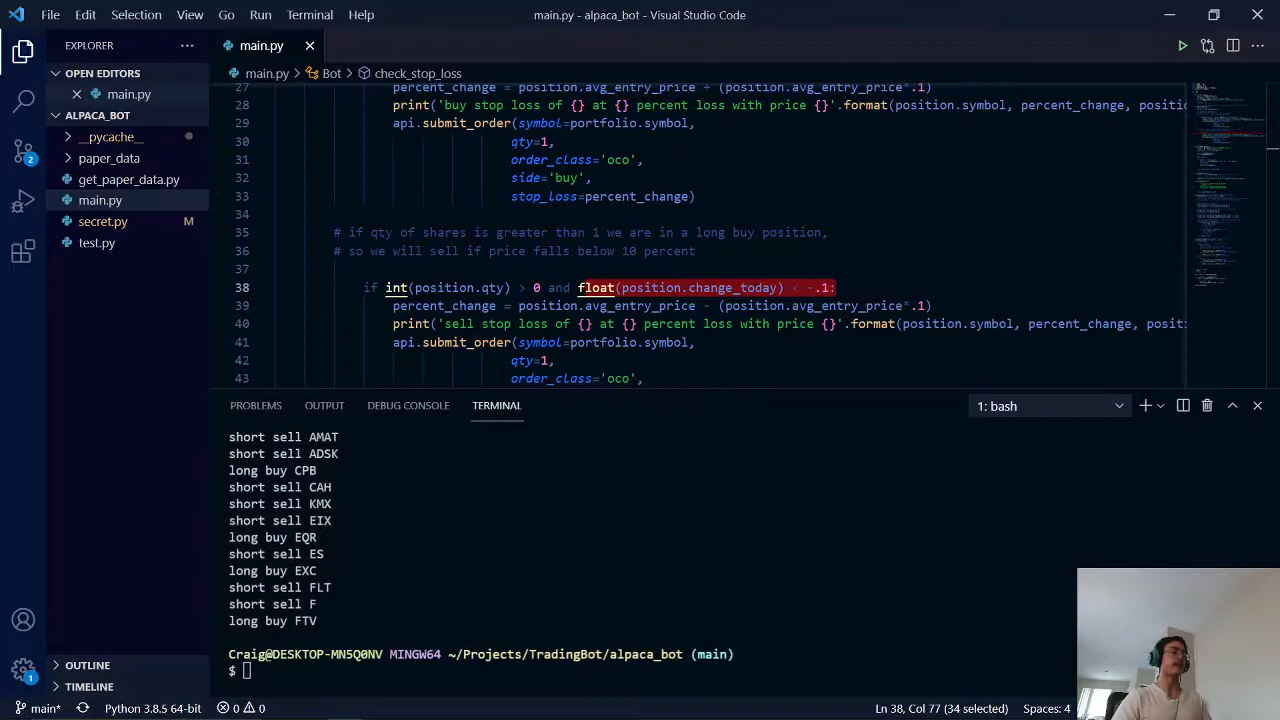 File Edit Selection View Go Run Terminal Help main.py - alpaca_bot - Visual Studio Code
EXPLORER
main.py
OPEN EDITORS
main.py > Bot > check_stop_loss
main.py
ALPACA_BOT
__pycache__
data
get_paper_data.py
main.py
secret.py M
test.py
OUTLINE
TIMELINE
27 percent_change = position.avg_entry_price + (position.avg_entry_price*.1)
28 print('buy stop loss of {} at {} percent loss with price {}'.format(position.symbol, percent_change, positio
29 api.submit_order(symbol=portfolio.symbol,
30 qty=1,
31 order_class='oco',
32 side='buy',
33 stop_loss=percent_change)
34
35 # if qty of shares is greater than 1 we are in a long buy position,
36 # so we will sell if price falls below 10 percent
37
38 if int(position.qty) > 0 and float(position.change_today) < -.1:
39 percent_change = position.avg_entry_price - (position.avg_entry_price*.1)
40 print('sell stop loss of {} at {} percent loss with price {}'.format(position.symbol, percent_change, positi
41 api.submit_order(symbol=portfolio.symbol,
42 qty=1,
43 order_class='oco',
PROBLEMS OUTPUT DEBUG CONSOLE TERMINAL 1: bash
short sell AMAT
short sell ADSK
long buy CPB
short sell CAH
short sell KMX
short sell EIX
long buy EQR
short sell ES
long buy EXC
short sell FLT
short sell F
long buy FTV
Craig@DESKTOP-MN5Q0NV MINGW64 ~/Projects/TradingBot/alpaca_bot (main)
$
2
1
main* Python 3.8.5 64-bit 0 0 Ln 38, Col 77 (34 selected) Spaces: 4